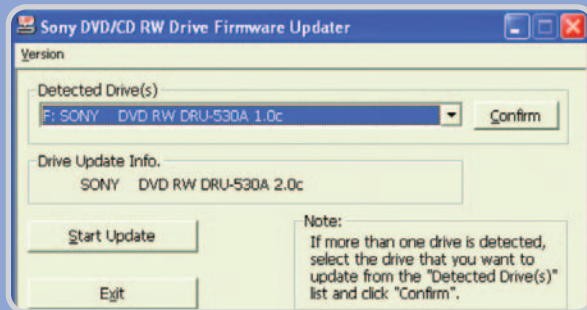 Sony DVD/CD RW Drive Firmware Updater
Version
Detected Drive(s)
F: SONY DVD RW DRU-530A 1.0c
Confirm
Drive Update Info.
SONY DVD RW DRU-530A 2.0c
Start Update
Exit
Note:
If more than one drive is detected,
select the drive that you want to
update from the "Detected Drive(s)"
list and click "Confirm".